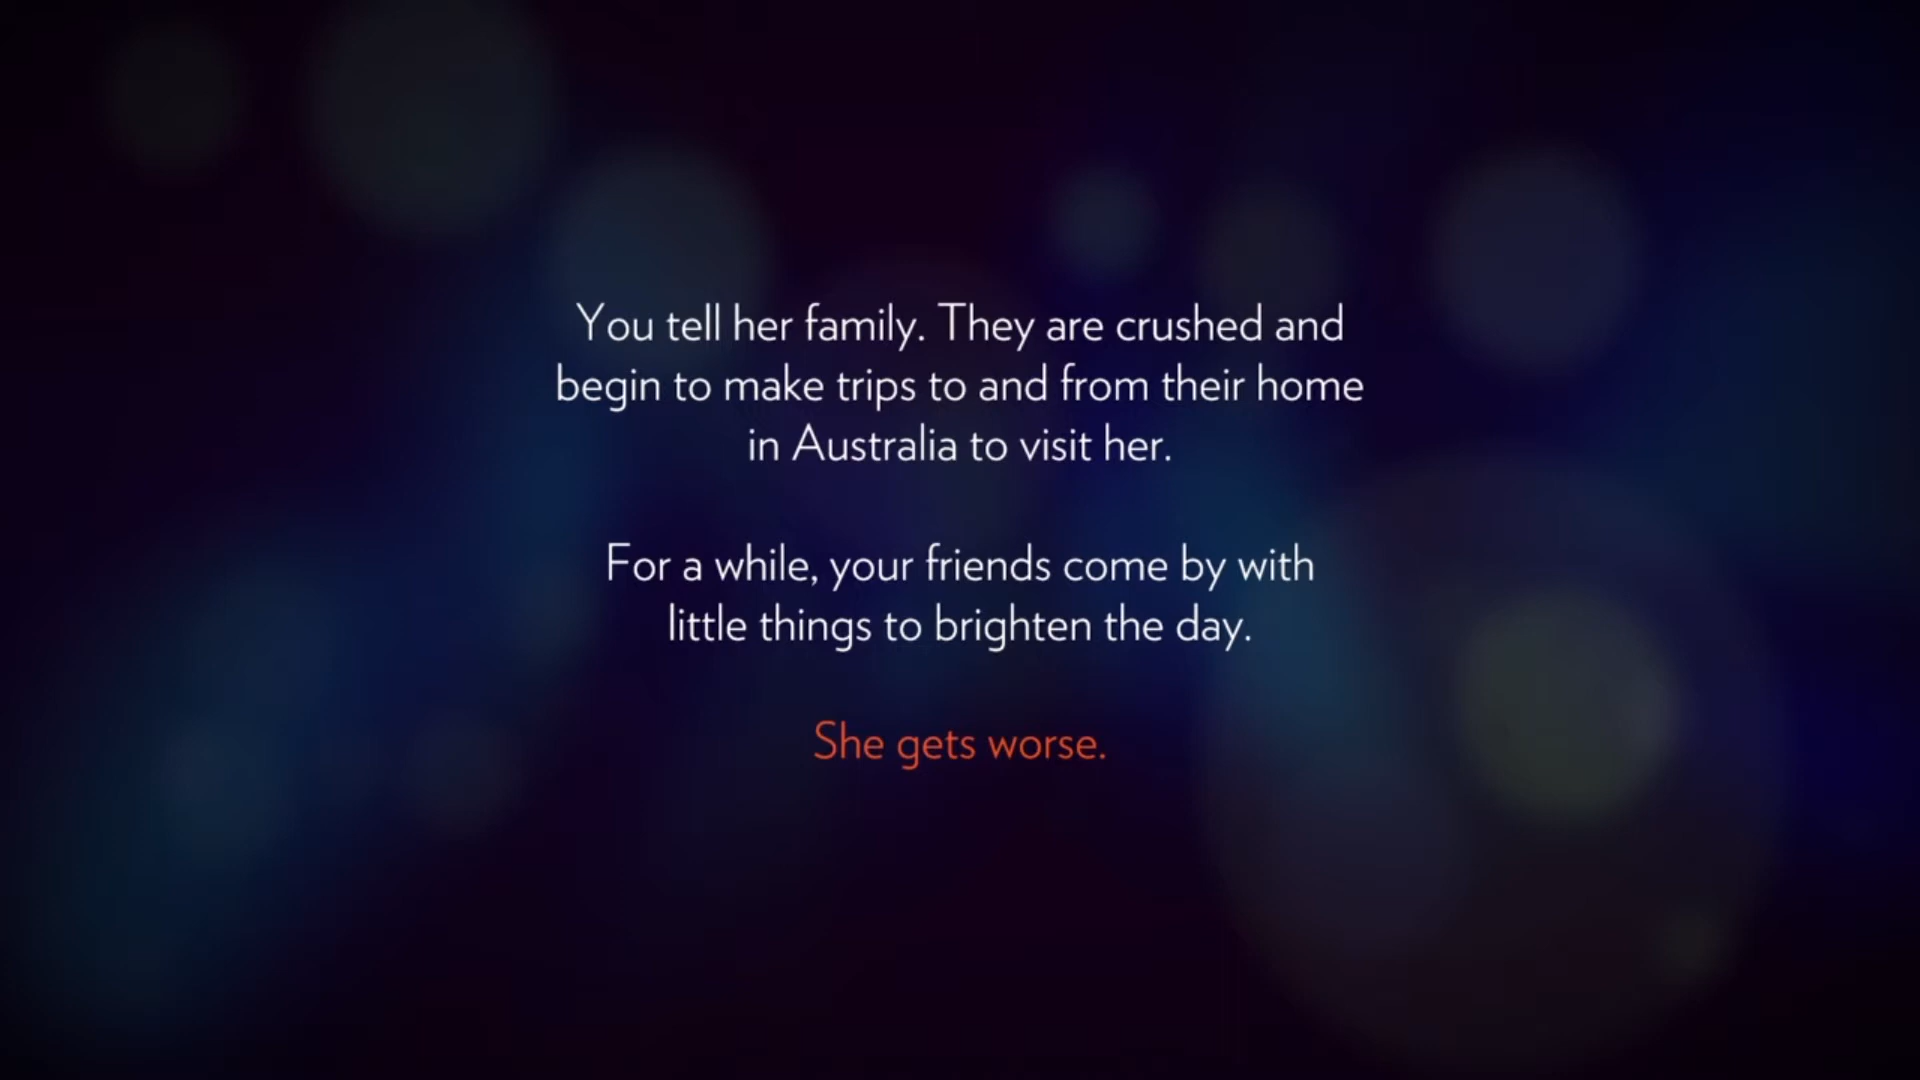 You tell her family. They are crushed and
begin to make trips to and from their home
in Australia to visit her.
For a while, your friends come by with
little things to brighten the day.
She gets worse.